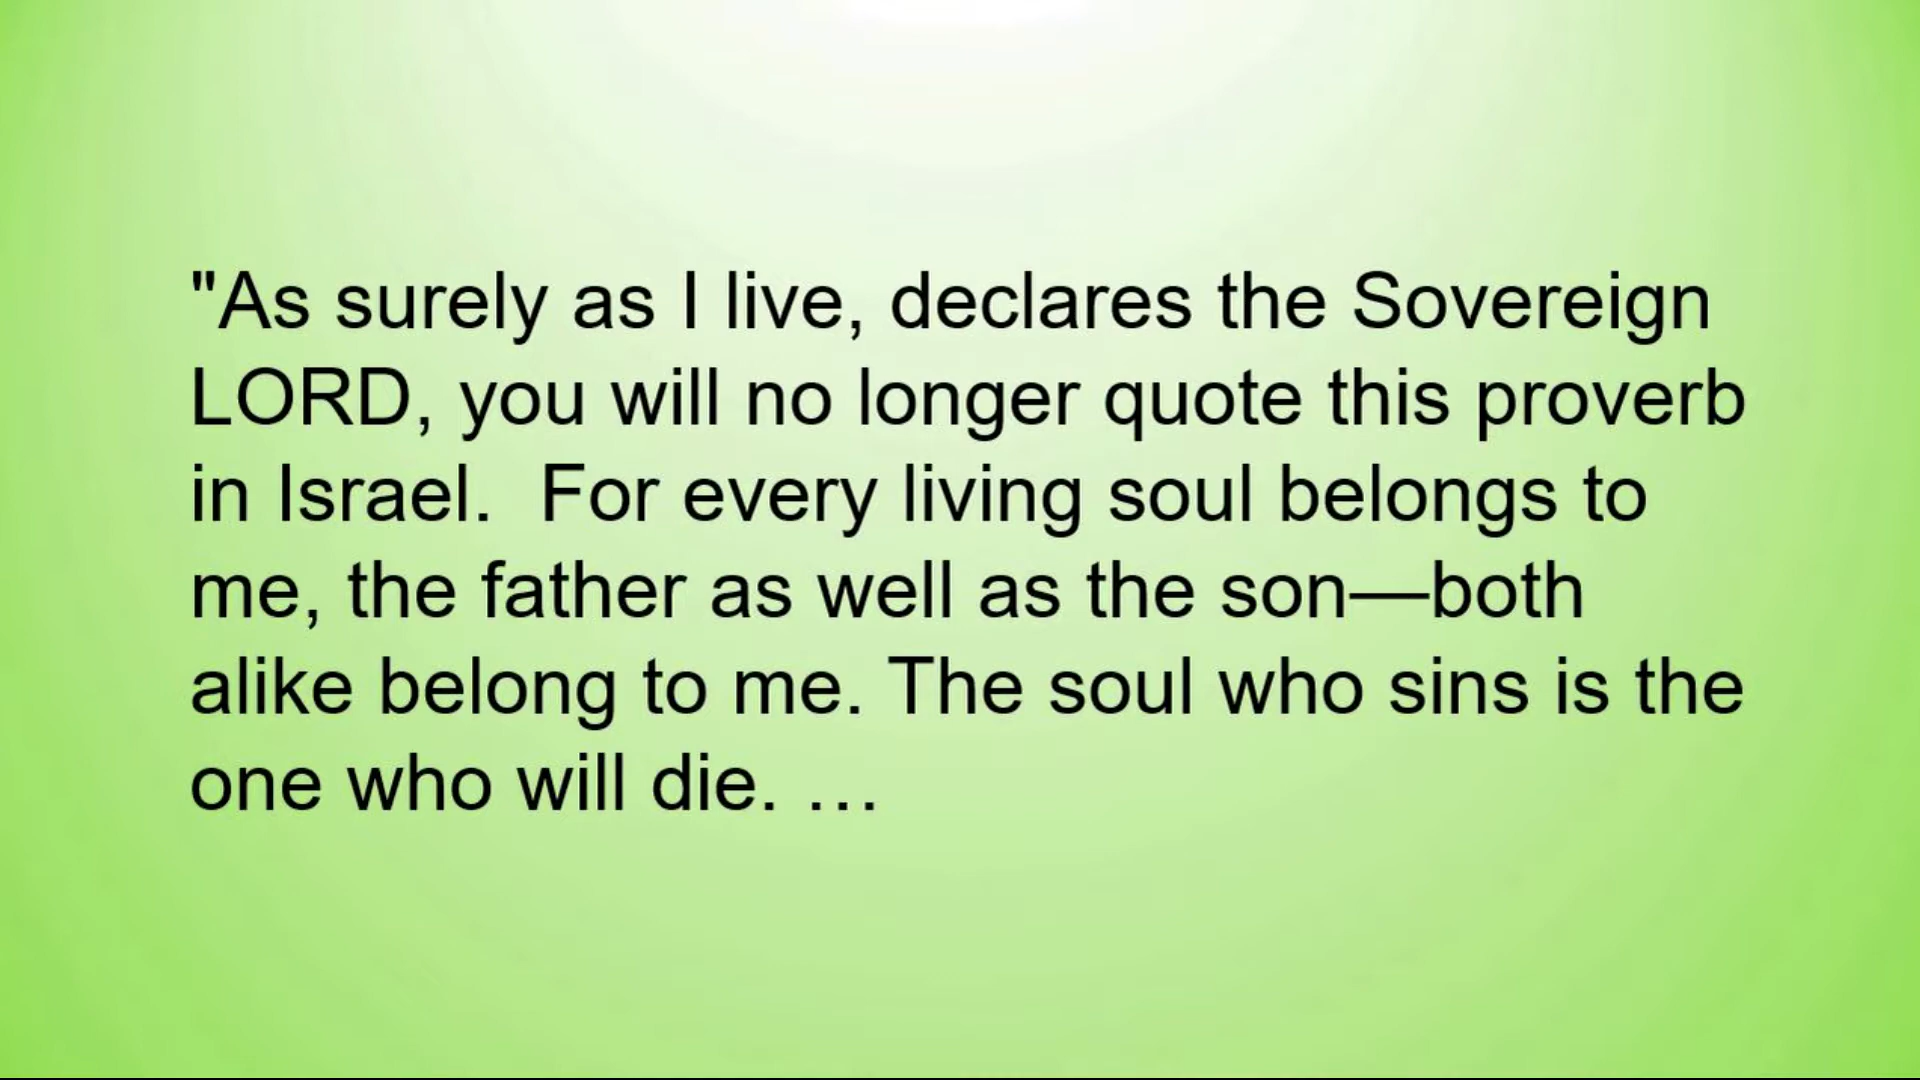 "As surely as I live, declares the Sovereign
LORD, you will no longer quote this proverb
in Israel.  For every living soul belongs to
me, the father as well as the son—both
alike belong to me. The soul who sins is the
one who will die. …